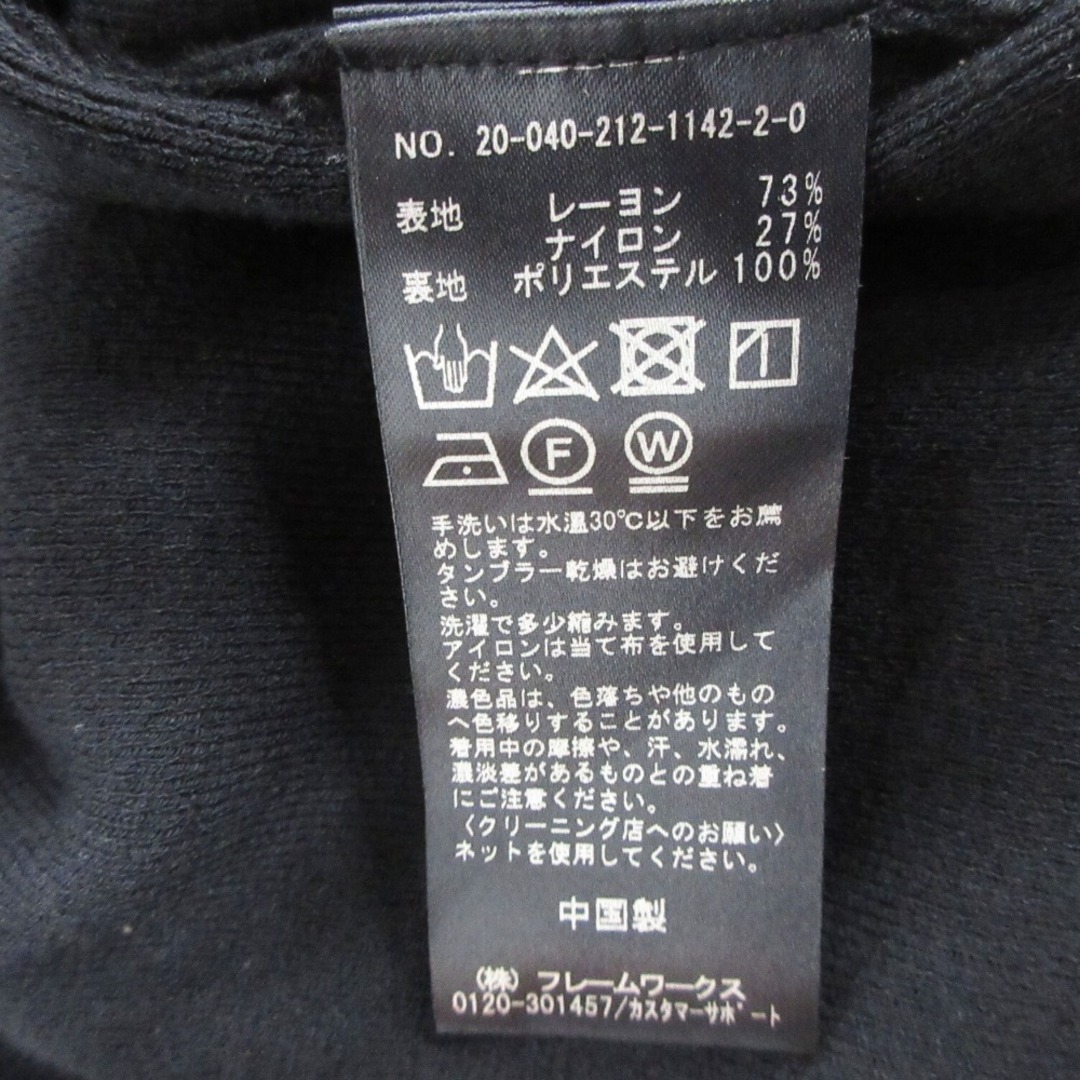 NO. 20-040-212-1142-2-0
表地 レーヨン 73%
ナイロン 27%
裏地 ポリエステル 100%
F W
手洗いは水温30℃以下をお薦
めします。
タンブラー乾燥はお避けくだ
さい。
洗濯で多少縮みます。
アイロンは当て布を使用して
ください。
濃色品は、色落ちや他のもの
へ色移りすることがあります。
着用中の摩擦や、汗、水濡れ、
濃淡差があるものとの重ね着
にご注意ください。
〈クリーニング店へのお願い〉
ネットを使用してください。
中国製
(株) フレームワークス
0120-301457/カスタマーサポート